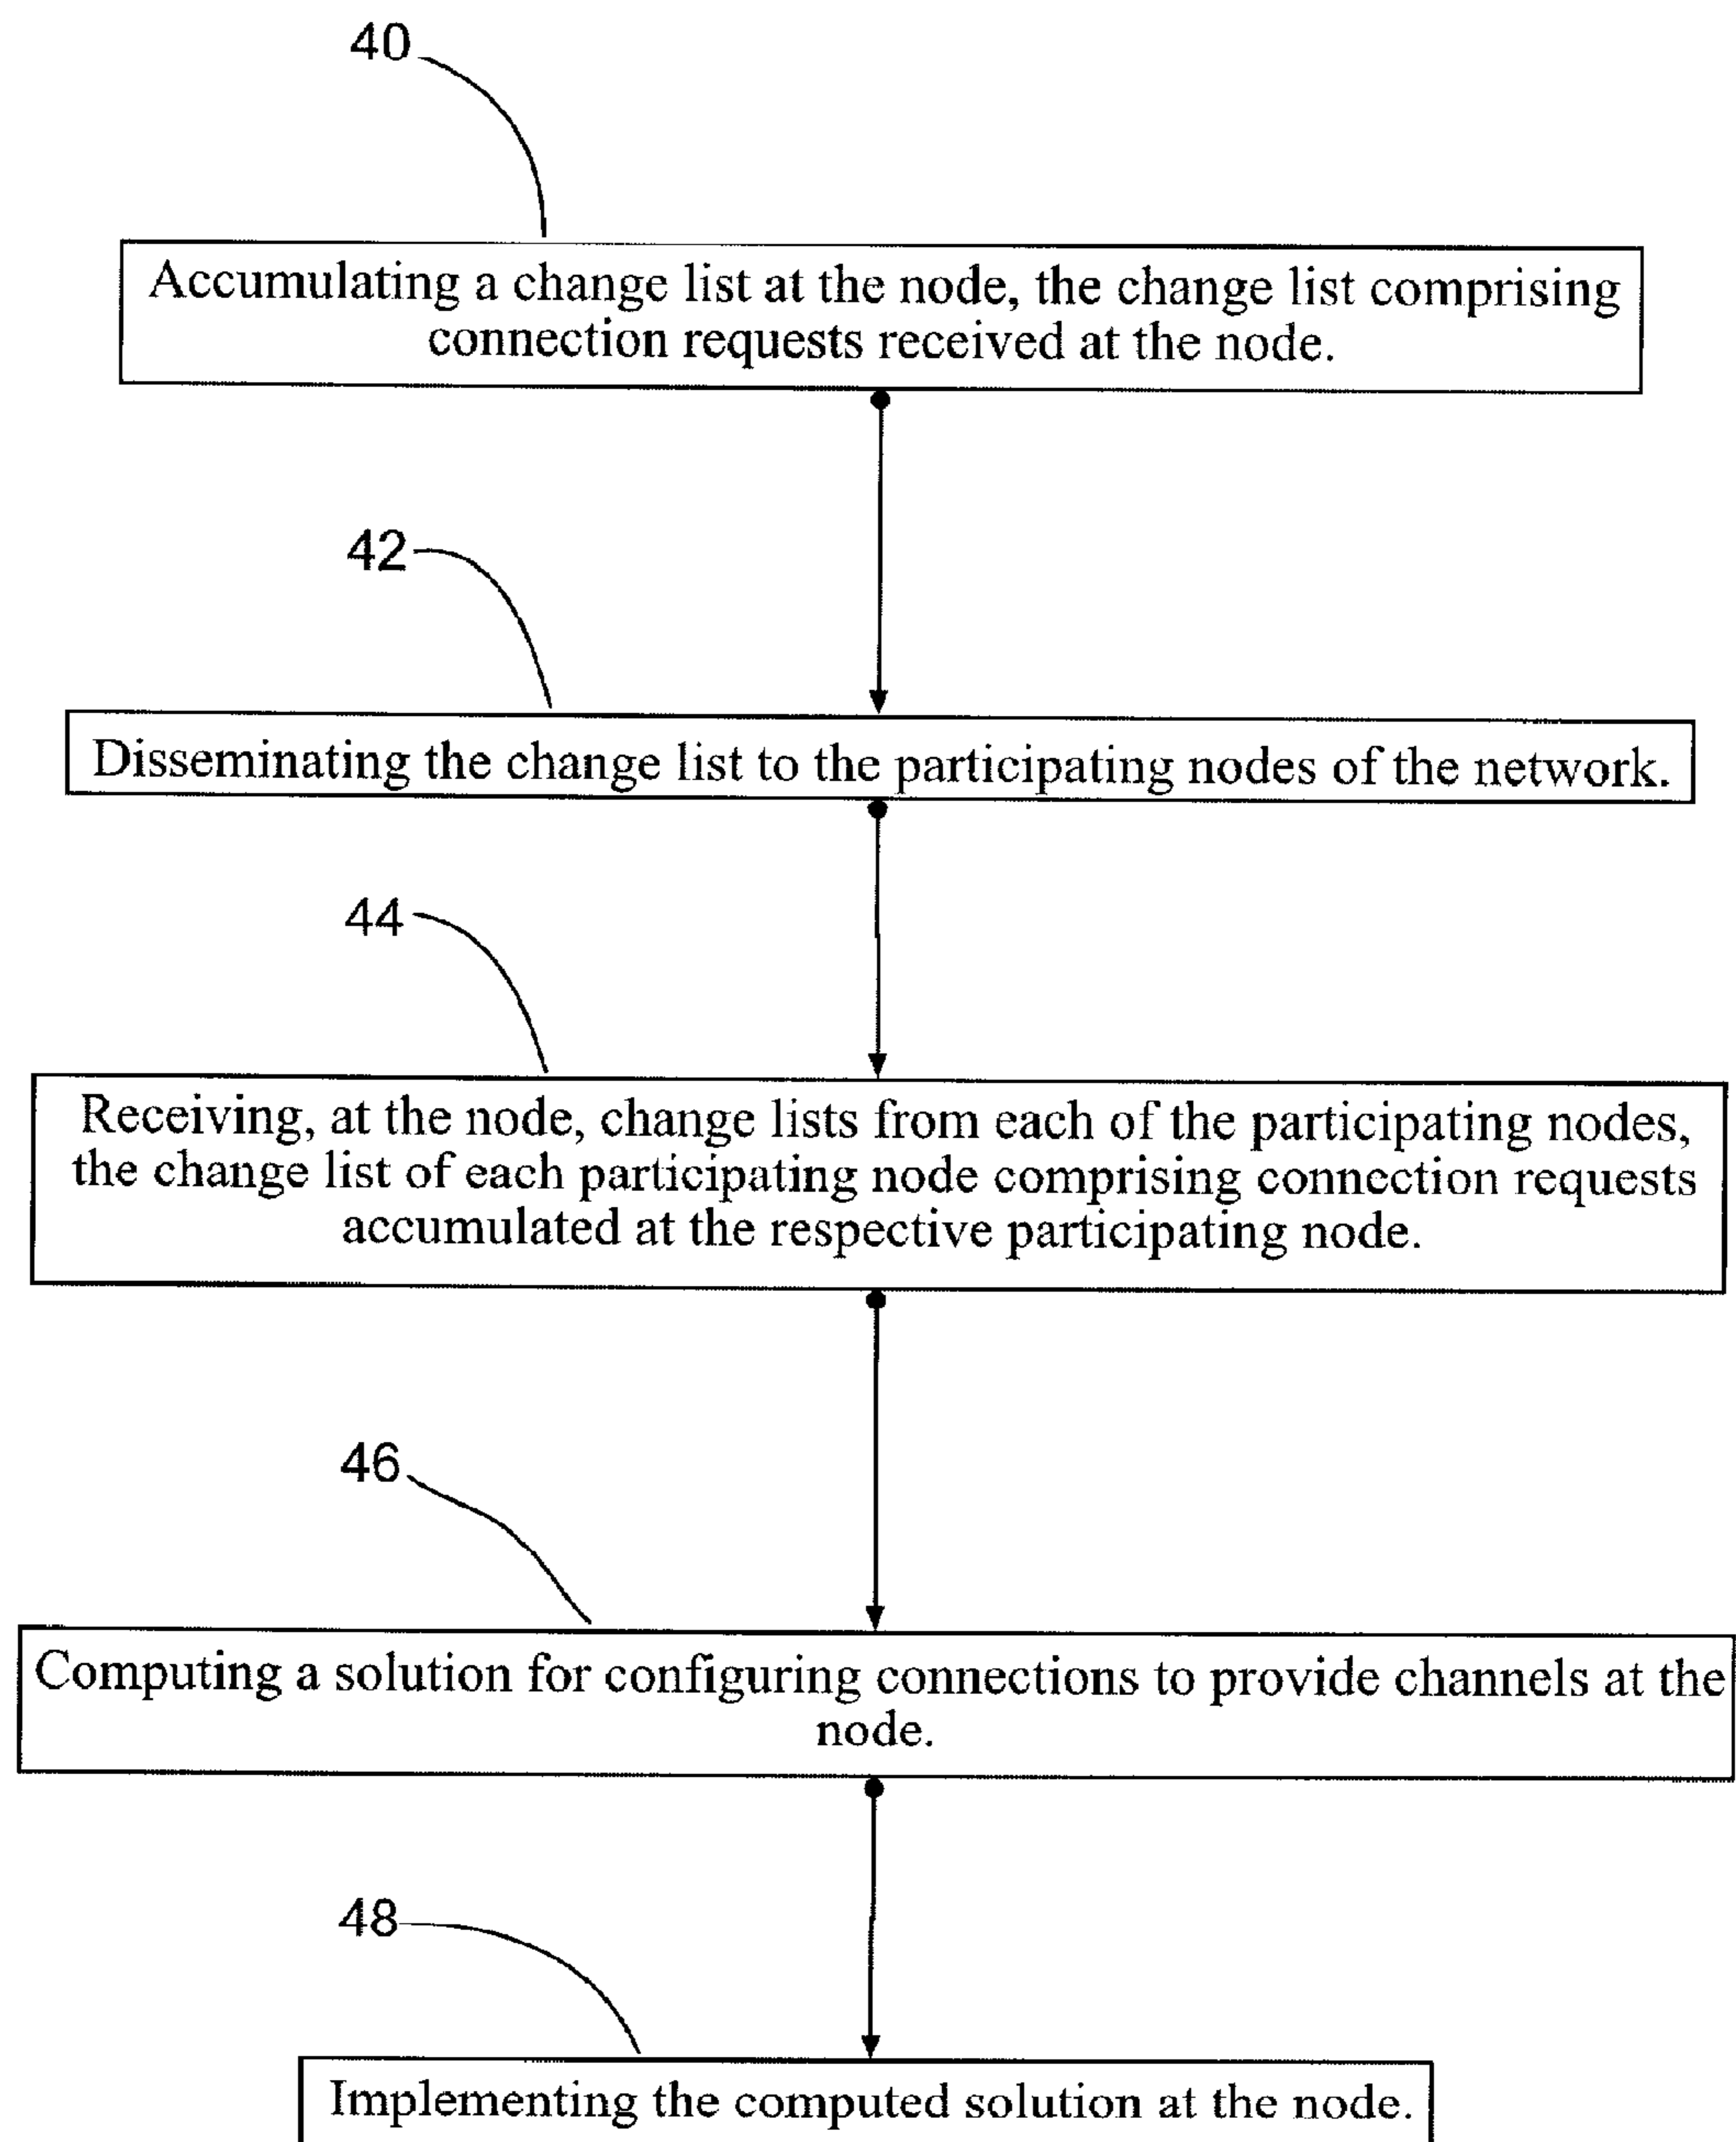 40
Accumulating a change list at the node, the change list comprising
connection requests received at the node.
42
Disseminating the change list to the participating nodes of the network.
44
Receiving, at the node, change lists from each of the participating nodes,
the change list of each participating node comprising connection requests
accumulated at the respective participating node.
46
Computing a solution for configuring connections to provide channels at the
node.
48
Implementing the computed solution at the node.